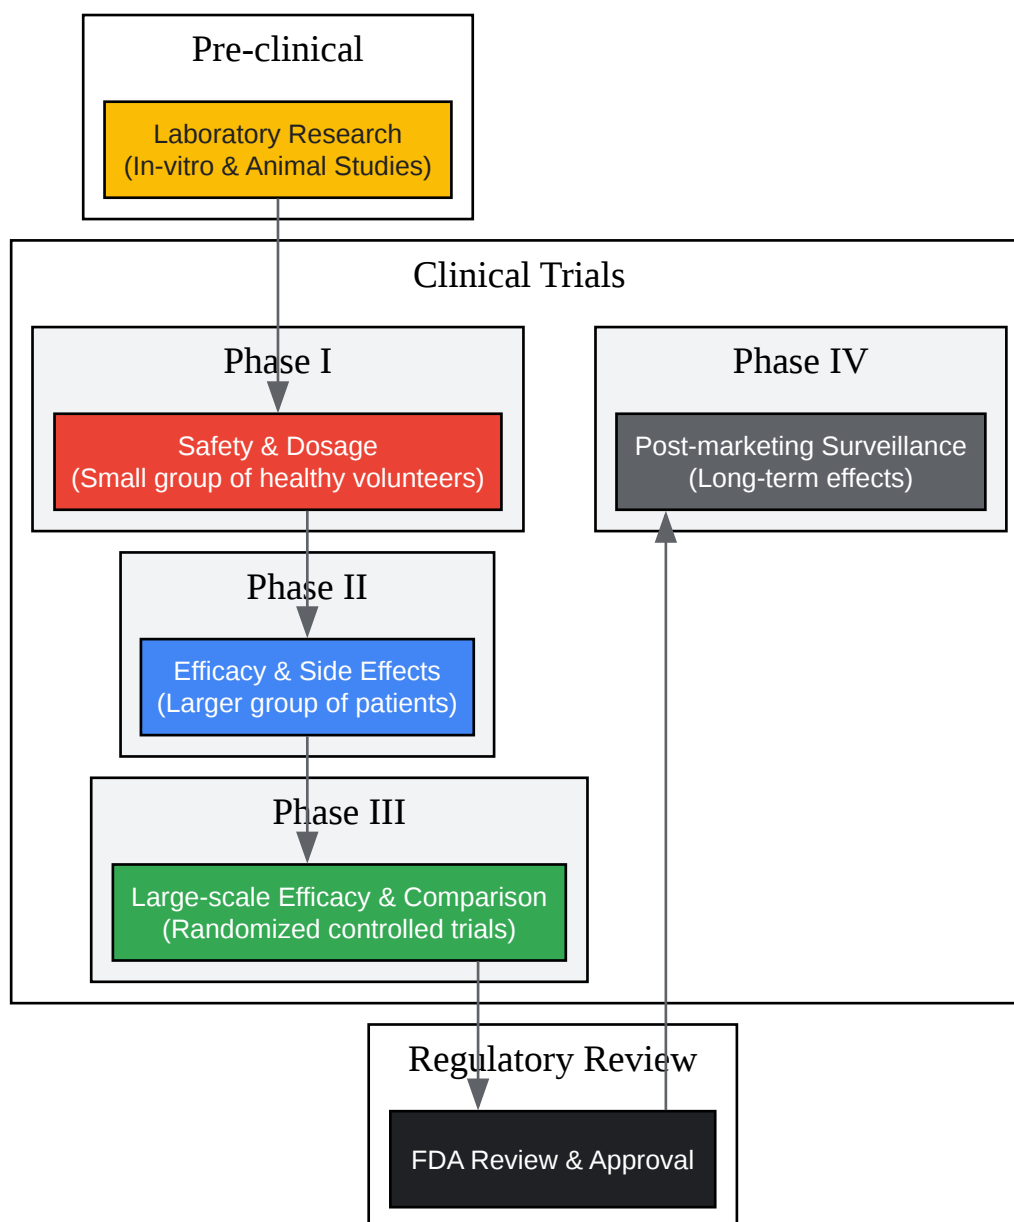 Pre-clinical
Laboratory Research
(In-vitro & Animal Studies)
Clinical Trials
Phase I
Safety & Dosage
(Small group of healthy volunteers)
Phase IV
Post-marketing Surveillance
(Long-term effects)
Phase II
Efficacy & Side Effects
(Larger group of patients)
Phase III
Large-scale Efficacy & Comparison
(Randomized controlled trials)
Regulatory Review
FDA Review & Approval